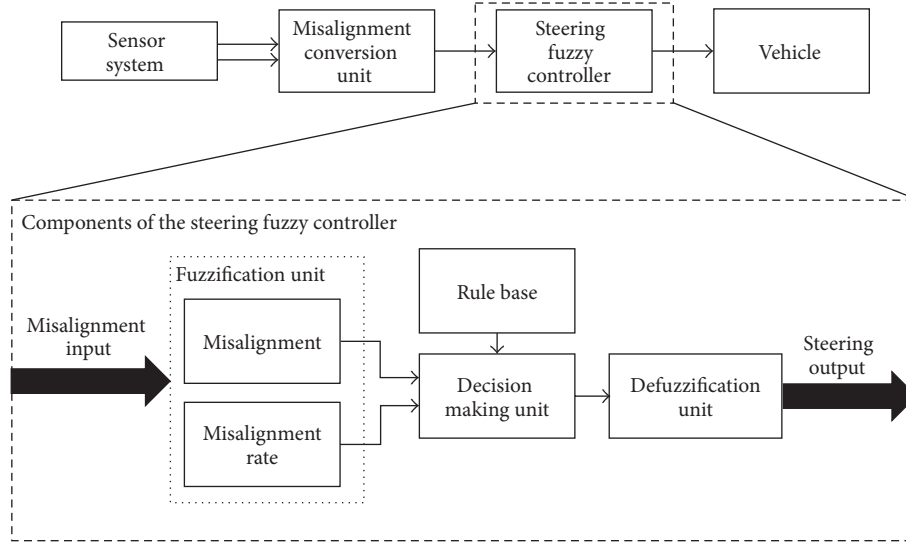 Sensor
system
Misalignment
conversion
unit
Steering
fuzzy
controller
Vehicle
Components of the steering fuzzy controller
Misalignment
input
Fuzzification unit
Misalignment
Misalignment
rate
Rule base
Decision
making unit
Defuzzification
unit
Steering
output